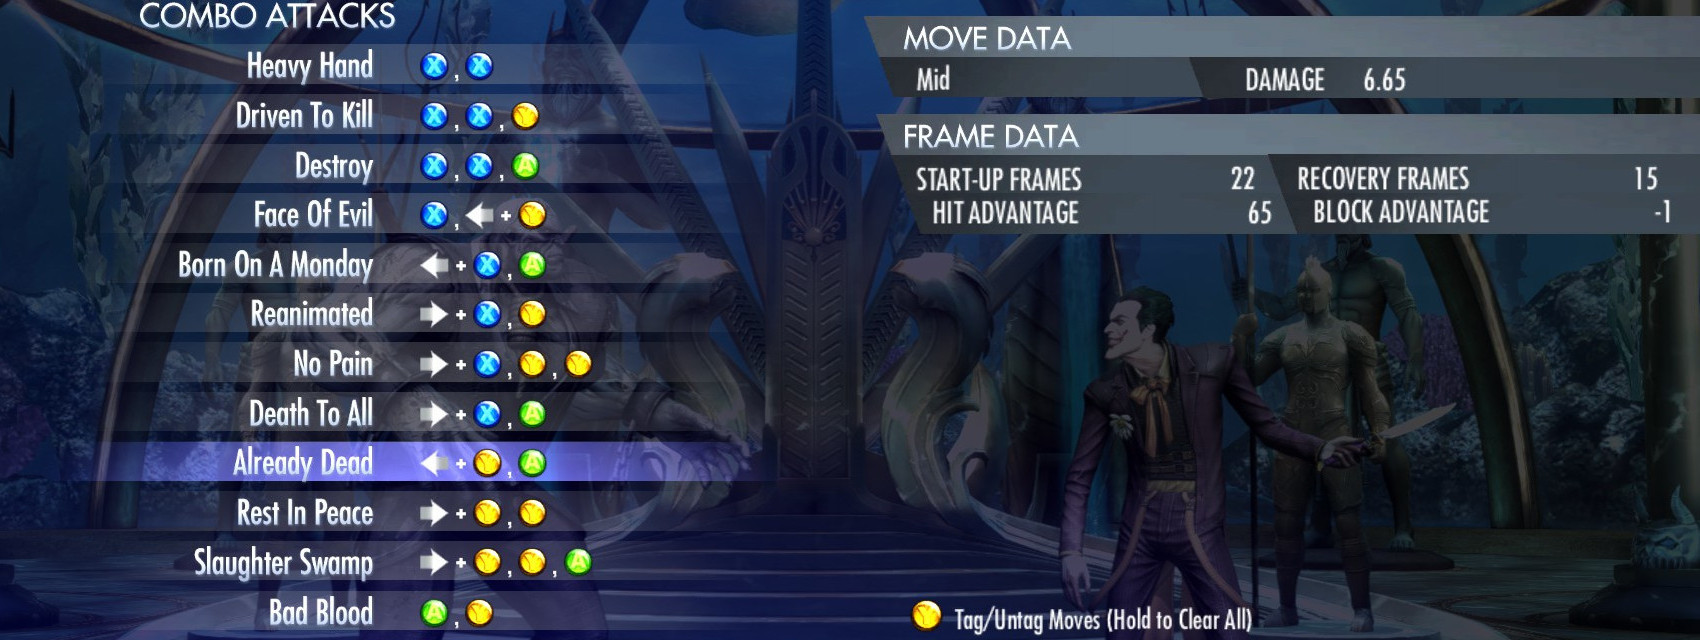 COMBO ATTACKS
Heavy Hand X , X
Driven To Kill X , X , Y
Destroy X , X , A
Face Of Evil X , + Y
Born On A Monday + X , A
Reanimated + X , Y
No Pain + X , Y , Y
Death To All + X , A
Already Dead + Y , A
Rest In Peace + Y , Y
Slaughter Swamp + Y , Y , A
Bad Blood A , Y
MOVE DATA
Mid DAMAGE 6.65
FRAME DATA
START-UP FRAMES 22 RECOVERY FRAMES 15
HIT ADVANTAGE 65 BLOCK ADVANTAGE -1
Y Tag/Untag Moves (Hold to Clear All)